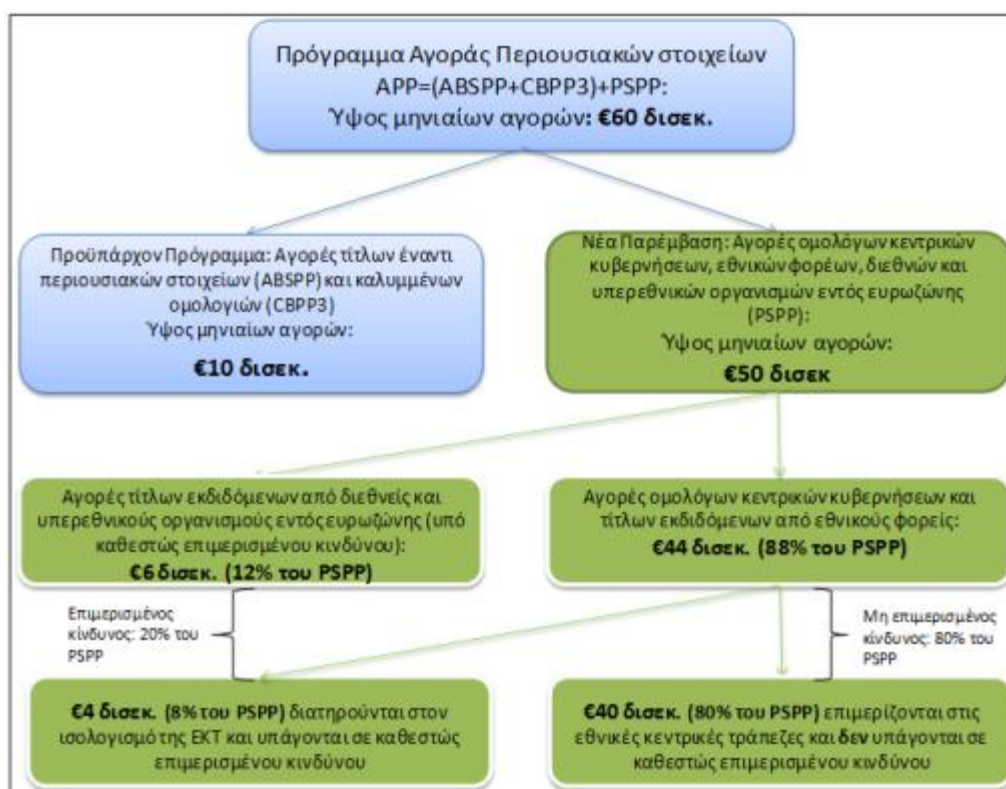 Πρόγραμμα Αγοράς Περιουσιακών στοιχείων
APP=(ABSPP+CBPP3)+PSPP:
Ύψος μηνιαίων αγορών: €60 δισεκ.
Προϋπάρχον Πρόγραμμα: Αγορές τίτλων έναντι
περιουσιακών στοιχείων (ABSPP) και καλυμμένων
ομολογιών (CBPP3)
Ύψος μηνιαίων αγορών:
€10 δισεκ.
Νέα Παρέμβαση: Αγορές ομολόγων κεντρικών
κυβερνήσεων, εθνικών φορέων, διεθνών και
υπερεθνικών οργανισμών εντός ευρωζώνης
(PSPP):
Ύψος μηνιαίων αγορών:
€50 δισεκ
Αγορές τίτλων εκδιδόμενων από διεθνείς και
υπερεθνικούς οργανισμούς εντός ευρωζώνης (υπό
καθεστώς επιμερισμένου κινδύνου):
€6 δισεκ. (12% του PSPP)
Αγορές ομολόγων κεντρικών κυβερνήσεων και
τίτλων εκδιδόμενων από εθνικούς φορείς:
€44 δισεκ. (88% του PSPP)
Επιμερισμένος
κίνδυνος: 20% του
PSPP
Μη επιμερισμένος
κίνδυνος: 80% του
PSPP
€4 δισεκ. (8% του PSPP) διατηρούνται στον
ισολογισμό της ΕΚΤ και υπάγονται σε καθεστώς
επιμερισμένου κινδύνου
€40 δισεκ. (80% του PSPP) επιμερίζονται στις
εθνικές κεντρικές τράπεζες και δεν υπάγονται σε
καθεστώς επιμερισμένου κινδύνου